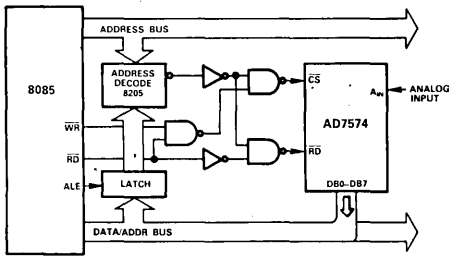 ADDRESS BUS
8085
ADDRESS
DECODE
8205
CS
A_IN
ANALOG
INPUT
AD7574
WR
RD
RD
ALE
LATCH
DB0–DB7
DATA/ADDR BUS